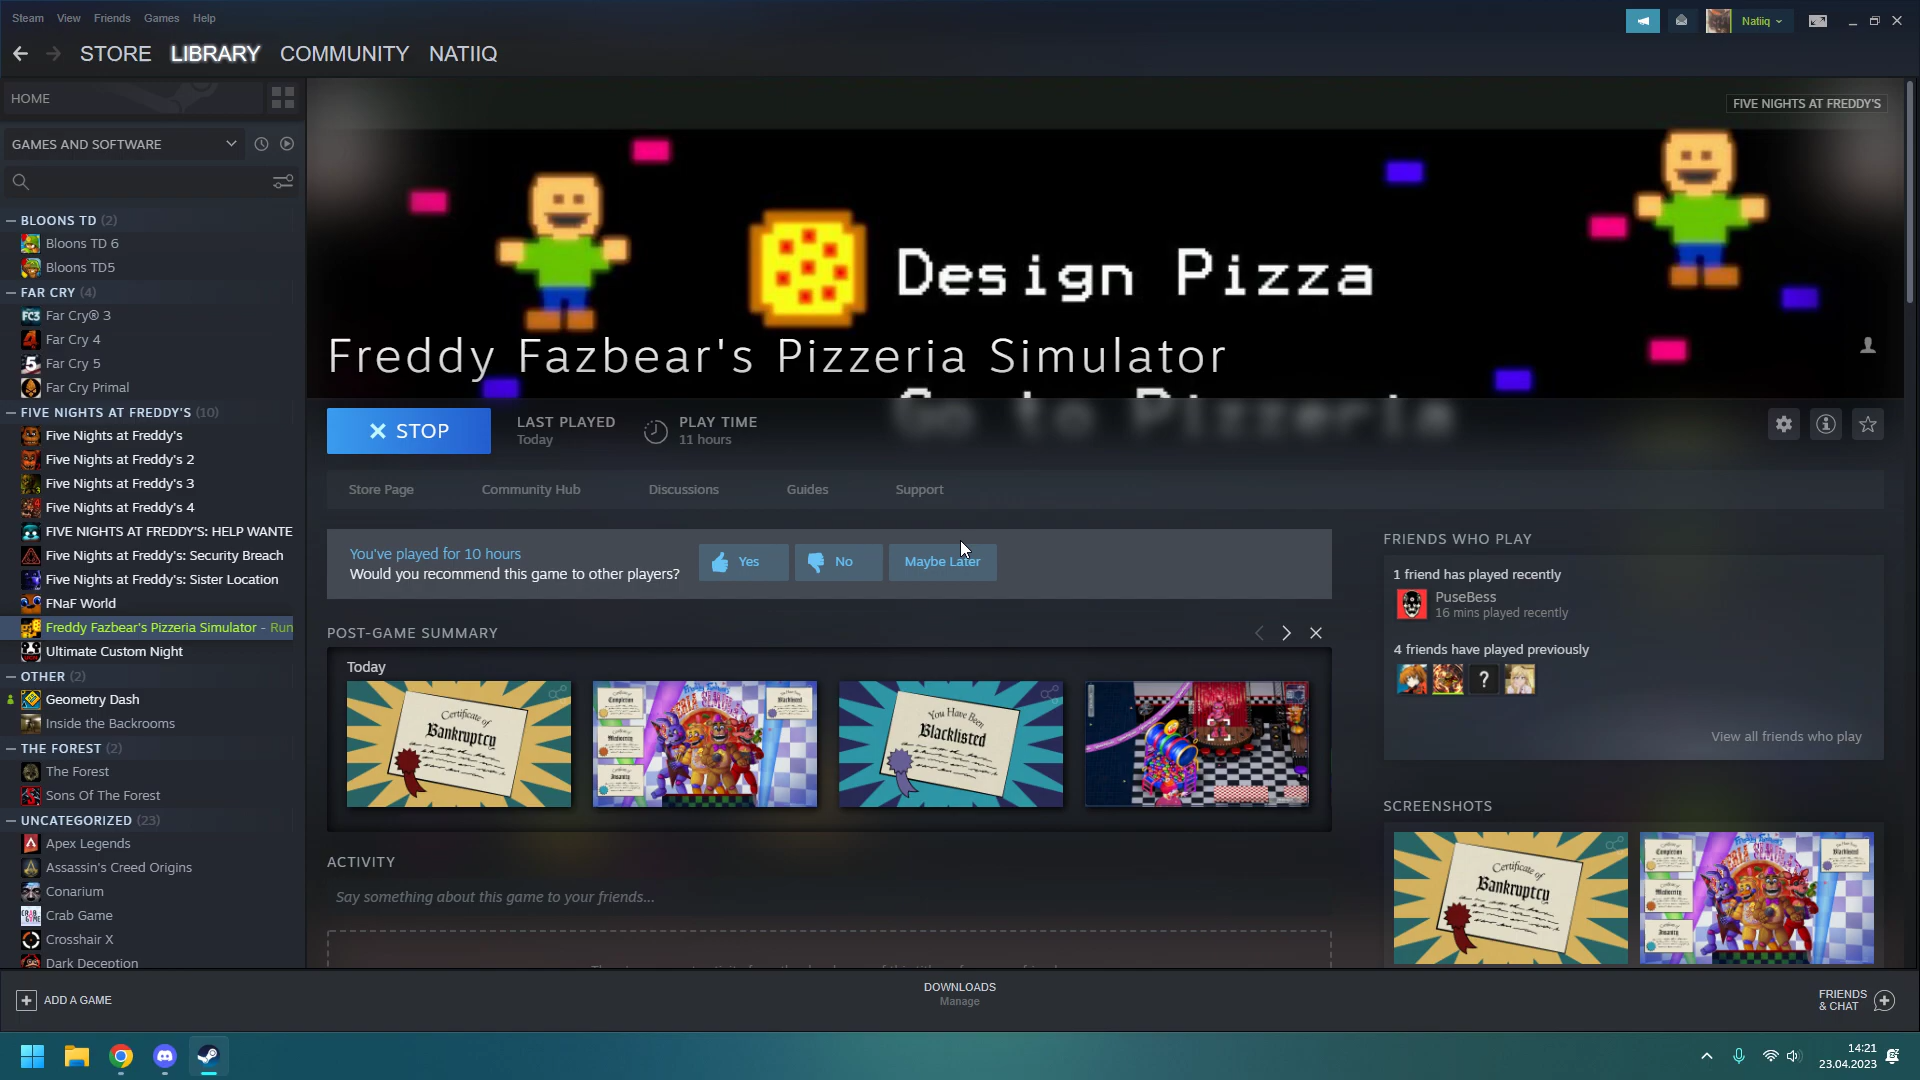 Steam View Friends Games Help
Natiiq
STORE LIBRARY COMMUNITY NATIIQ
HOME
GAMES AND SOFTWARE
BLOONS TD (2)
Bloons TD 6
Bloons TD5
FAR CRY (4)
Far Cry® 3
Far Cry 4
Far Cry 5
Far Cry Primal
FIVE NIGHTS AT FREDDY'S (10)
Five Nights at Freddy's
Five Nights at Freddy's 2
Five Nights at Freddy's 3
Five Nights at Freddy's 4
FIVE NIGHTS AT FREDDY'S: HELP WANTE
Five Nights at Freddy's: Security Breach
Five Nights at Freddy's: Sister Location
FNaF World
Freddy Fazbear's Pizzeria Simulator - Run
Ultimate Custom Night
OTHER (2)
Geometry Dash
Inside the Backrooms
THE FOREST (2)
The Forest
Sons Of The Forest
UNCATEGORIZED (23)
Apex Legends
Assassin's Creed Origins
Conarium
Crab Game
Crosshair X
Dark Deception
ADD A GAME
FIVE NIGHTS AT FREDDY'S
Design Pizza
Freddy Fazbear's Pizzeria Simulator
Go to Pizzeria
STOP
LAST PLAYED
Today
PLAY TIME
11 hours
Store Page Community Hub Discussions Guides Support
You've played for 10 hours
Would you recommend this game to other players?
Yes No Maybe Later
POST-GAME SUMMARY
Today
Certificate of
Bankruptcy
You Have Been
Blacklisted
ACTIVITY
Say something about this game to your friends...
FRIENDS WHO PLAY
1 friend has played recently
PuseBess
16 mins played recently
4 friends have played previously
?
View all friends who play
SCREENSHOTS
Certificate of
Bankruptcy
DOWNLOADS
Manage
FRIENDS
& CHAT
14:21
23.04.2023